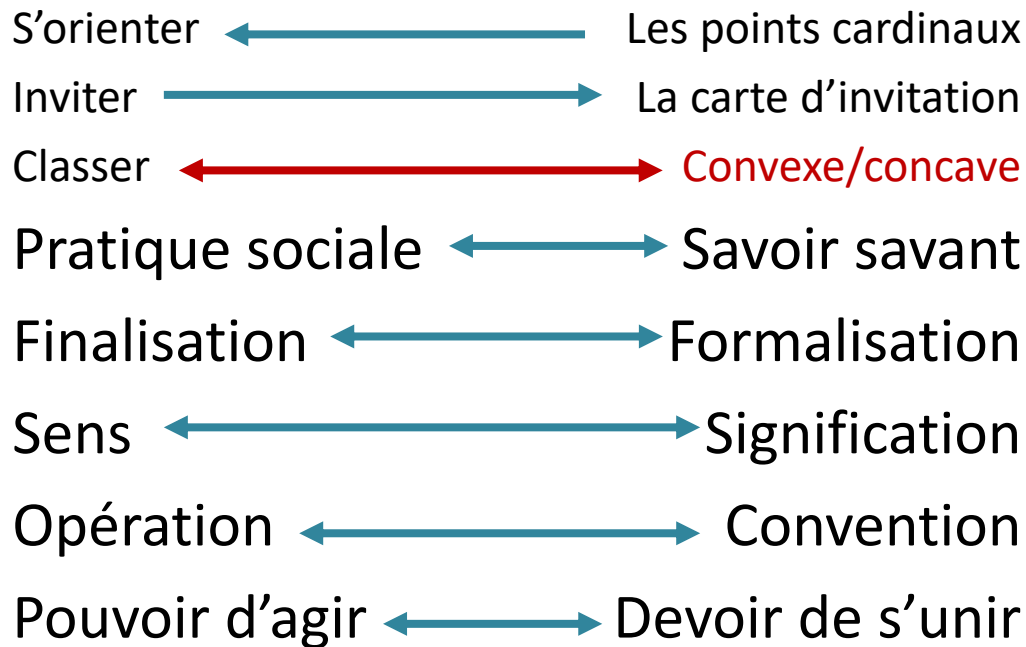 S’orienter Les points cardinaux
Inviter La carte d’invitation
Classer Convexe/concave
Pratique sociale Savoir savant
Finalisation Formalisation
Sens Signification
Opération Convention
Pouvoir d’agir Devoir de s’unir